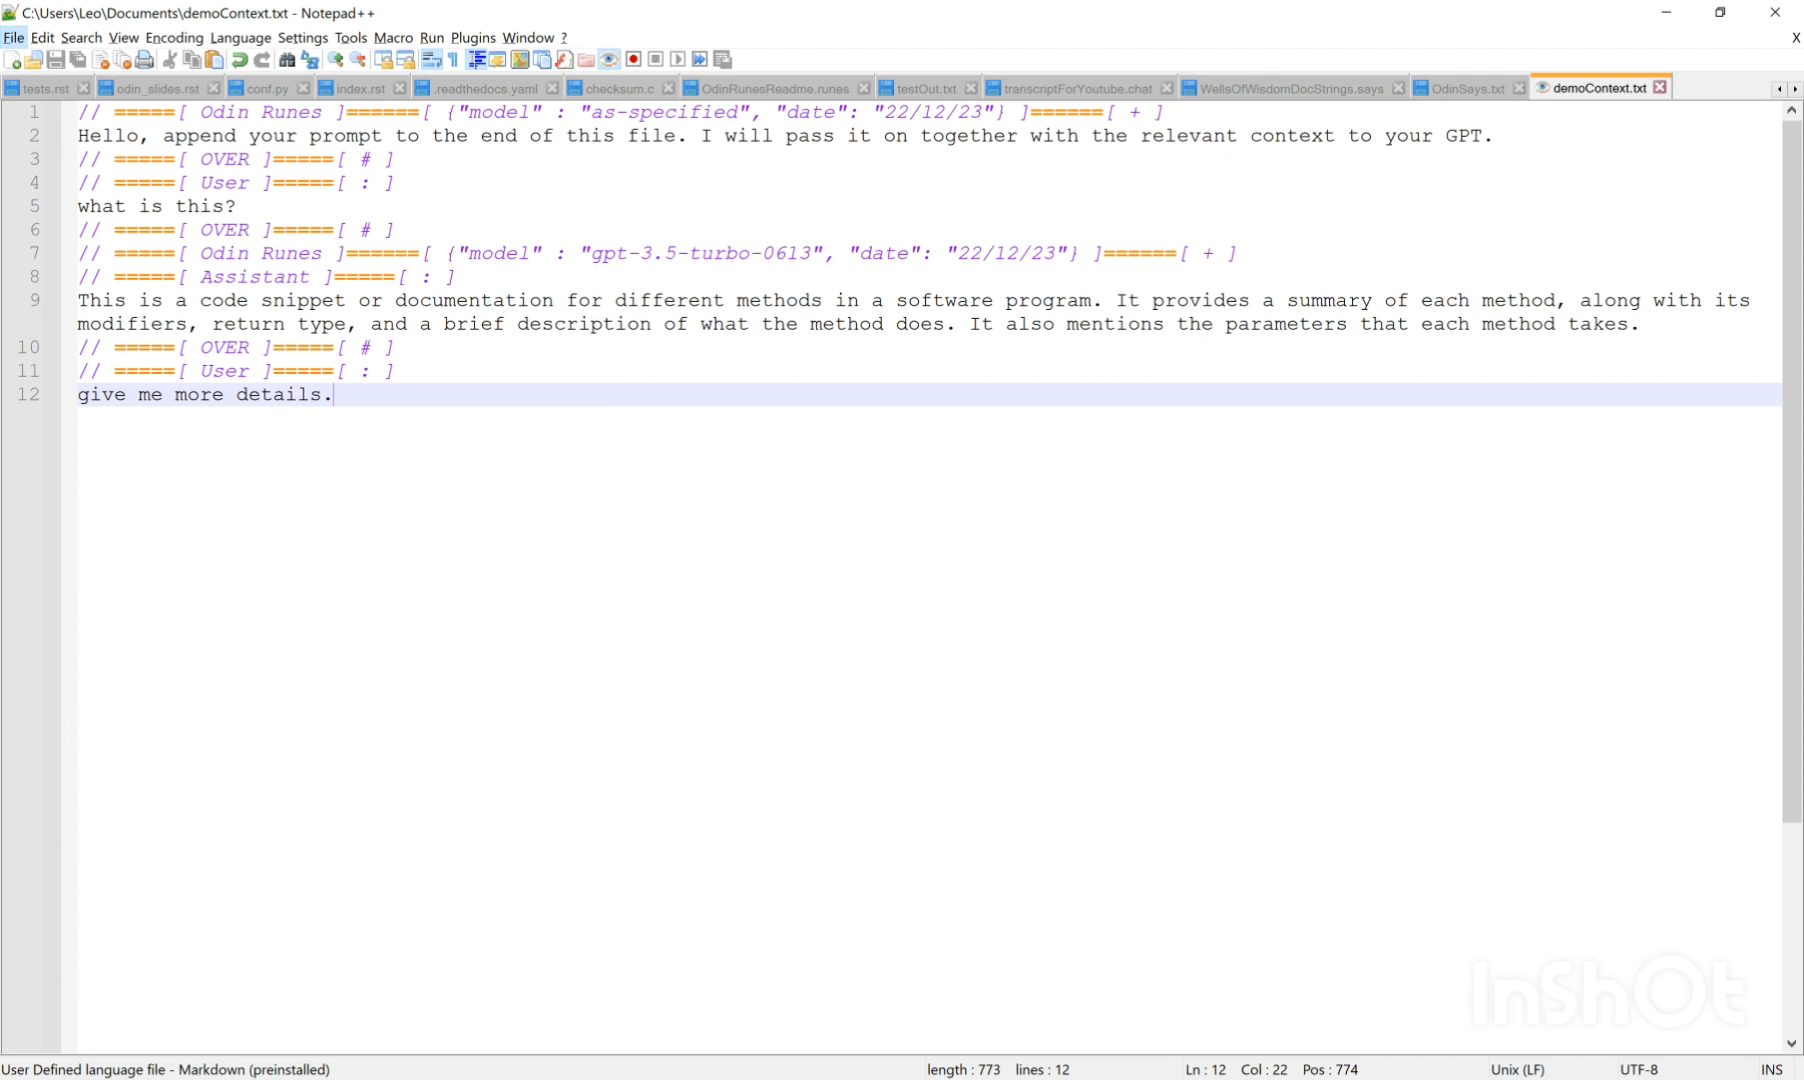 C:\Users\Leo\Documents\demoContext.txt - Notepad++
File Edit Search View Encoding Language Settings Tools Macro Run Plugins Window ? X
tests.rst odin_slides.rst conf.py index.rst .readthedocs.yaml checksum.c OdinRunesReadme.runes testOut.txt transcriptForYoutube.chat WellsOfWisdomDocStrings.says OdinSays.txt demoContext.txt
1 // =====[ Odin Runes ]======[ {"model" : "as-specified", "date": "22/12/23"} ]======[ + ]
2 Hello, append your prompt to the end of this file. I will pass it on together with the relevant context to your GPT.
3 // =====[ OVER ]=====[ # ]
4 // =====[ User ]=====[ : ]
5 what is this?
6 // =====[ OVER ]=====[ # ]
7 // =====[ Odin Runes ]======[ {"model" : "gpt-3.5-turbo-0613", "date": "22/12/23"} ]======[ + ]
8 // =====[ Assistant ]=====[ : ]
9 This is a code snippet or documentation for different methods in a software program. It provides a summary of each method, along with its
modifiers, return type, and a brief description of what the method does. It also mentions the parameters that each method takes.
10 // =====[ OVER ]=====[ # ]
11 // =====[ User ]=====[ : ]
12 give me more details.
InShOt
User Defined language file - Markdown (preinstalled) length : 773 lines : 12 Ln : 12 Col : 22 Pos : 774 Unix (LF) UTF-8 INS